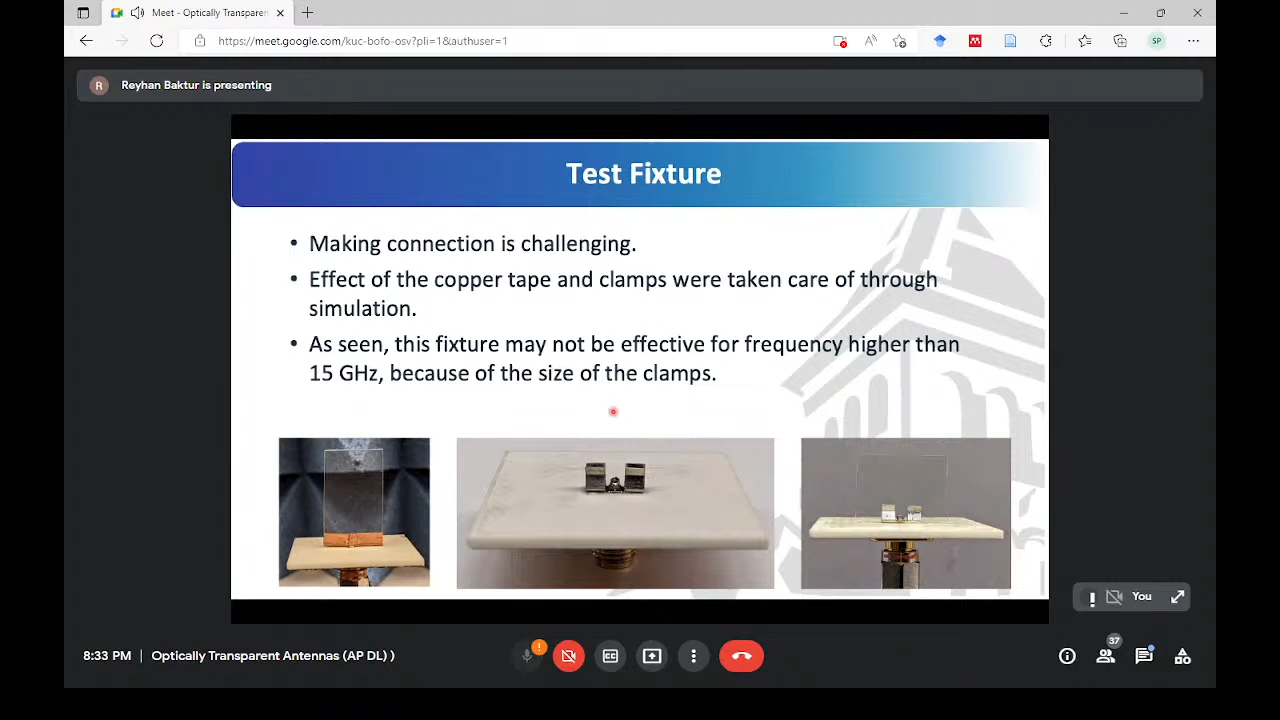 Meet - Optically Transparen
https://meet.google.com/kuc-bofo-osv?pli=1&authuser=1
SP
R
Reyhan Baktur is presenting
Test Fixture
• Making connection is challenging.
• Effect of the copper tape and clamps were taken care of through
simulation.
• As seen, this fixture may not be effective for frequency higher than
15 GHz, because of the size of the clamps.
You
8:33 PM | Optically Transparent Antennas (AP DL) )
37